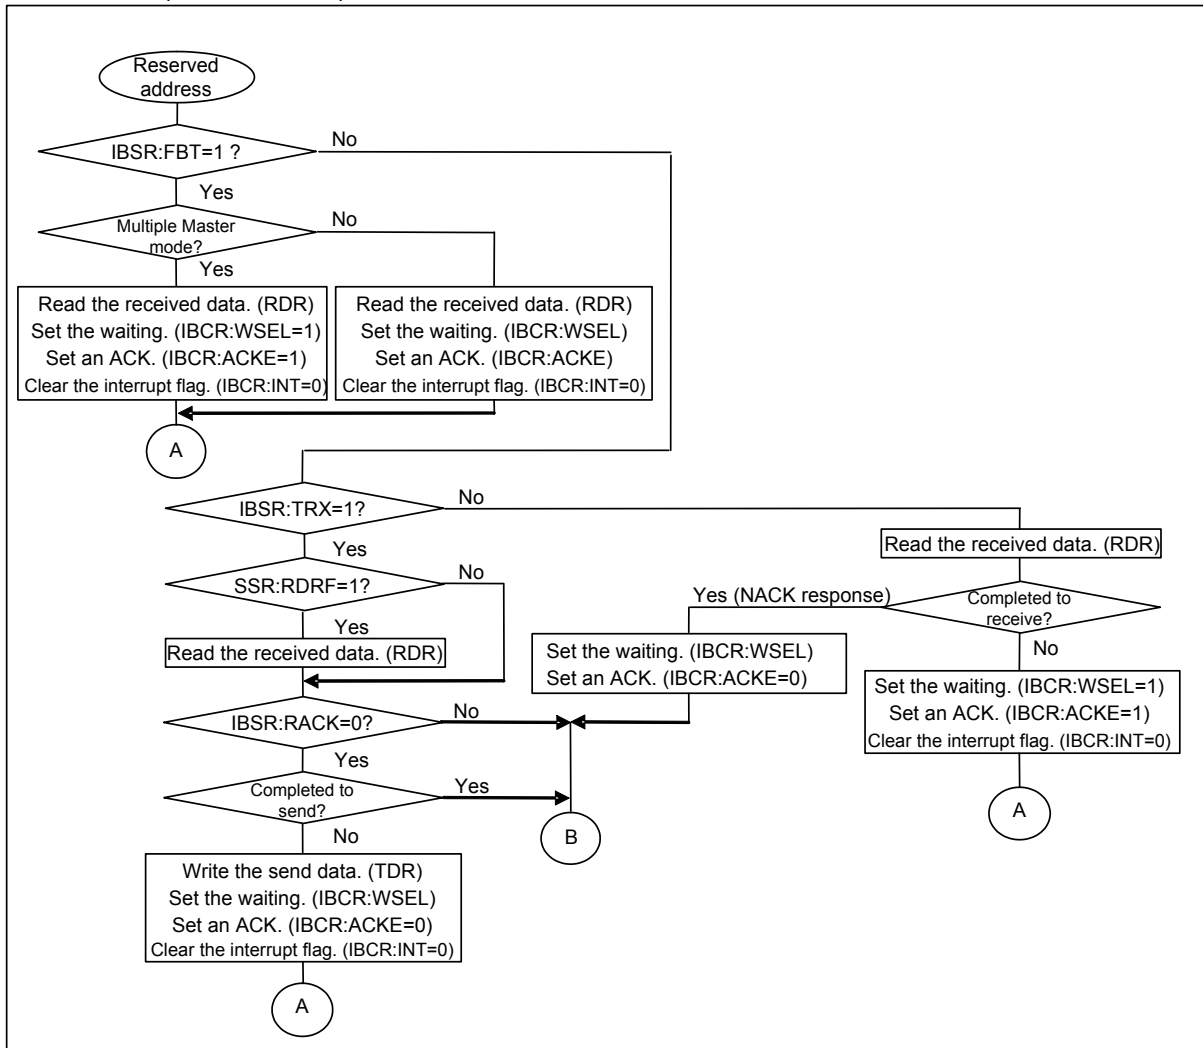 Reserved
address
IBSR:FBT=1 ?
No
Yes
Multiple Master
mode?
No
Yes
Read the received data. (RDR)
Set the waiting. (IBCR:WSEL=1)
Set an ACK. (IBCR:ACKE=1)
Clear the interrupt flag. (IBCR:INT=0)
Read the received data. (RDR)
Set the waiting. (IBCR:WSEL)
Set an ACK. (IBCR:ACKE)
Clear the interrupt flag. (IBCR:INT=0)
A
IBSR:TRX=1?
No
Yes
Read the received data. (RDR)
SSR:RDRF=1?
No
Yes
Yes (NACK response)
Completed to
receive?
No
Read the received data. (RDR)
Set the waiting. (IBCR:WSEL)
Set an ACK. (IBCR:ACKE=0)
Set the waiting. (IBCR:WSEL=1)
Set an ACK. (IBCR:ACKE=1)
Clear the interrupt flag. (IBCR:INT=0)
IBSR:RACK=0?
No
Yes
Completed to
send?
Yes
No
B
A
Write the send data. (TDR)
Set the waiting. (IBCR:WSEL)
Set an ACK. (IBCR:ACKE=0)
Clear the interrupt flag. (IBCR:INT=0)
A